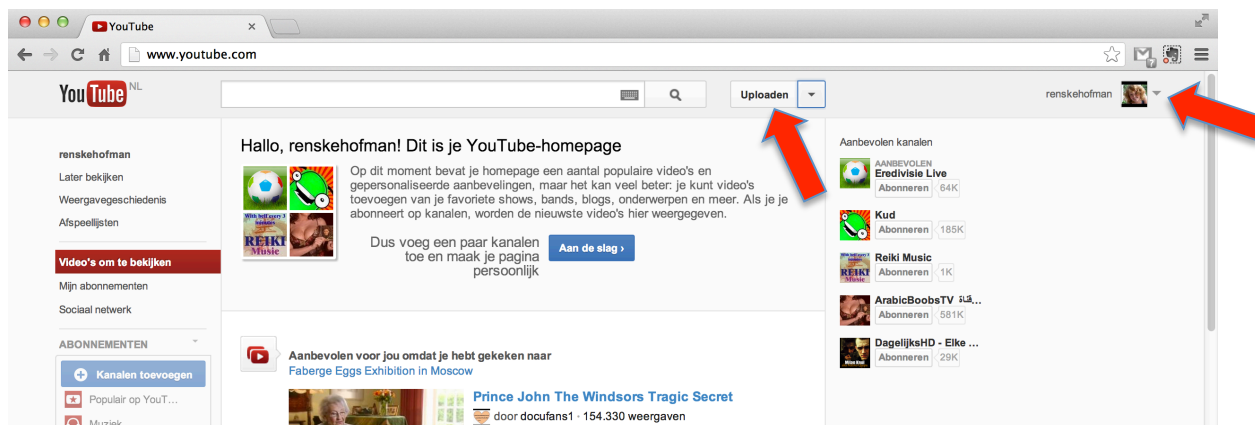 YouTube
www.youtube.com
YouTube NL
Uploaden
renskehofman
renskehofman
Later bekijken
Weergavegeschiedenis
Afspeellijsten
Video's om te bekijken
Mijn abonnementen
Sociaal netwerk
ABONNEMENTEN
Kanalen toevoegen
Populair op YouT...
Muziek
Hallo, renskehofman! Dit is je YouTube-homepage
Op dit moment bevat je homepage een aantal populaire video's en
gepersonaliseerde aanbevelingen, maar het kan veel beter: je kunt video's
toevoegen van je favoriete shows, bands, blogs, onderwerpen en meer. Als je je
abonneert op kanalen, worden de nieuwste video's hier weergegeven.
REIKI
Music
Dus voeg een paar kanalen
toe en maak je pagina
persoonlijk
Aan de slag ›
Aanbevolen voor jou omdat je hebt gekeken naar
Faberge Eggs Exhibition in Moscow
Prince John The Windsors Tragic Secret
door docufans1 · 154.330 weergaven
Aanbevolen kanalen
AANBEVOLEN
Eredivisie Live
Abonneren 64K
Kud
Abonneren 185K
Reiki Music
Abonneren 1K
ArabicBoobsTV قناة...
Abonneren 581K
DagelijksHD - Elke ...
Abonneren 29K